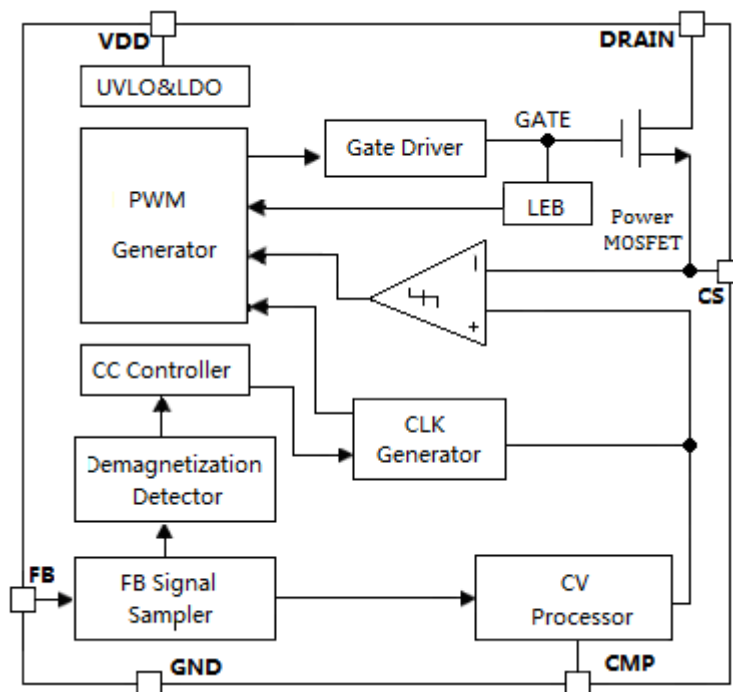 VDD
DRAIN
UVLO&LDO
GATE
Gate Driver
PWM
Generator
LEB
Power
MOSFET
CS
CC Controller
CLK
Generator
Demagnetization
Detector
FB
FB Signal
Sampler
CV
Processor
GND
CMP